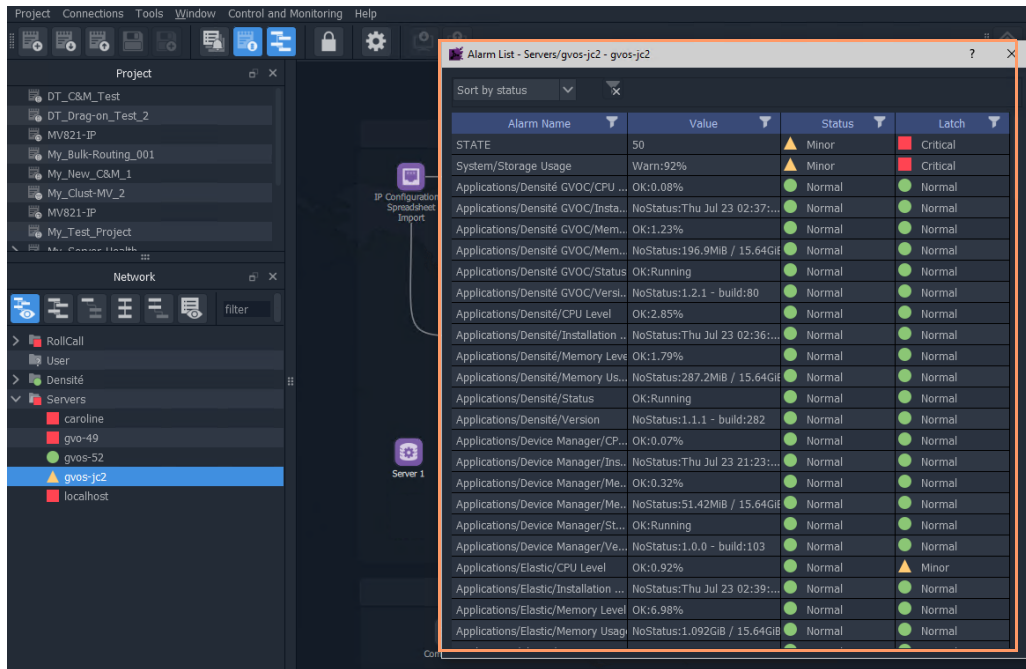 Project Connections Tools Window Control and Monitoring Help
Project
DT_C&M_Test
DT_Drag-on_Test_2
MV821-IP
My_Bulk-Routing_001
My_New_C&M_1
My_Clust-MV_2
MV821-IP
My_Test_Project
My_Server_Health
Network
filter
RollCall
User
Densité
Servers
caroline
gvo-49
gvos-52
gvos-jc2
localhost
IP Configuration
Spreadsheet
Import
Server 1
Com
Alarm List - Servers/gvos-jc2 - gvos-jc2 ?
Sort by status
Alarm Name Value Status Latch
STATE 50 Minor Critical
System/Storage Usage Warn:92% Minor Critical
Applications/Densité GVOC/CPU ... OK:0.08% Normal Normal
Applications/Densité GVOC/Insta... NoStatus:Thu Jul 23 02:37:... Normal Normal
Applications/Densité GVOC/Mem... OK:1.23% Normal Normal
Applications/Densité GVOC/Mem... NoStatus:196.9MiB / 15.64GiB Normal Normal
Applications/Densité GVOC/Status OK:Running Normal Normal
Applications/Densité GVOC/Versi... NoStatus:1.2.1 - build:80 Normal Normal
Applications/Densité/CPU Level OK:2.85% Normal Normal
Applications/Densité/Installation ... NoStatus:Thu Jul 23 02:36:... Normal Normal
Applications/Densité/Memory Leve OK:1.79% Normal Normal
Applications/Densité/Memory Us... NoStatus:287.2MiB / 15.64GiB Normal Normal
Applications/Densité/Status OK:Running Normal Normal
Applications/Densité/Version NoStatus:1.1.1 - build:282 Normal Normal
Applications/Device Manager/CP... OK:0.07% Normal Normal
Applications/Device Manager/Ins... NoStatus:Thu Jul 23 21:23:... Normal Normal
Applications/Device Manager/Me... OK:0.32% Normal Normal
Applications/Device Manager/Me... NoStatus:51.42MiB / 15.64GiB Normal Normal
Applications/Device Manager/St... OK:Running Normal Normal
Applications/Device Manager/Ve... NoStatus:1.0.0 - build:103 Normal Normal
Applications/Elastic/CPU Level OK:0.92% Normal Minor
Applications/Elastic/Installation ... NoStatus:Thu Jul 23 02:39:... Normal Normal
Applications/Elastic/Memory Level OK:6.98% Normal Normal
Applications/Elastic/Memory Usag NoStatus:1.092GiB / 15.64GiB Normal Normal